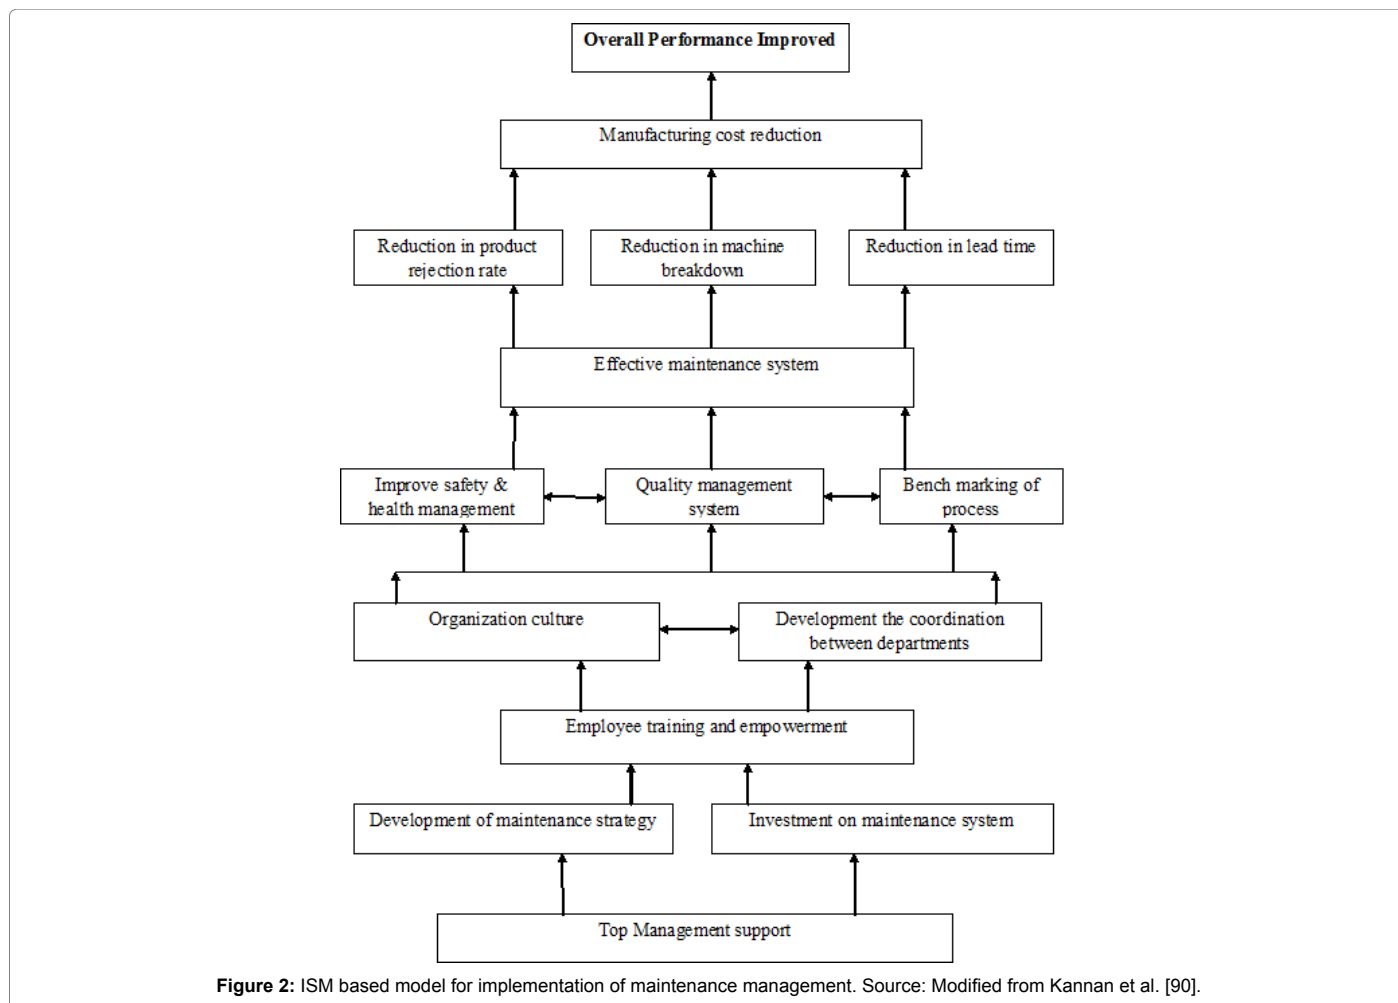 Overall Performance Improved
Manufacturing cost reduction
Reduction in product
rejection rate
Reduction in machine
breakdown
Reduction in lead time
Effective maintenance system
Improve safety &
health management
Quality management
system
Bench marking of
process
Organization culture
Development the coordination
between departments
Employee training and empowerment
Development of maintenance strategy
Investment on maintenance system
Top Management support
Figure 2: ISM based model for implementation of maintenance management. Source: Modified from Kannan et al. [90].